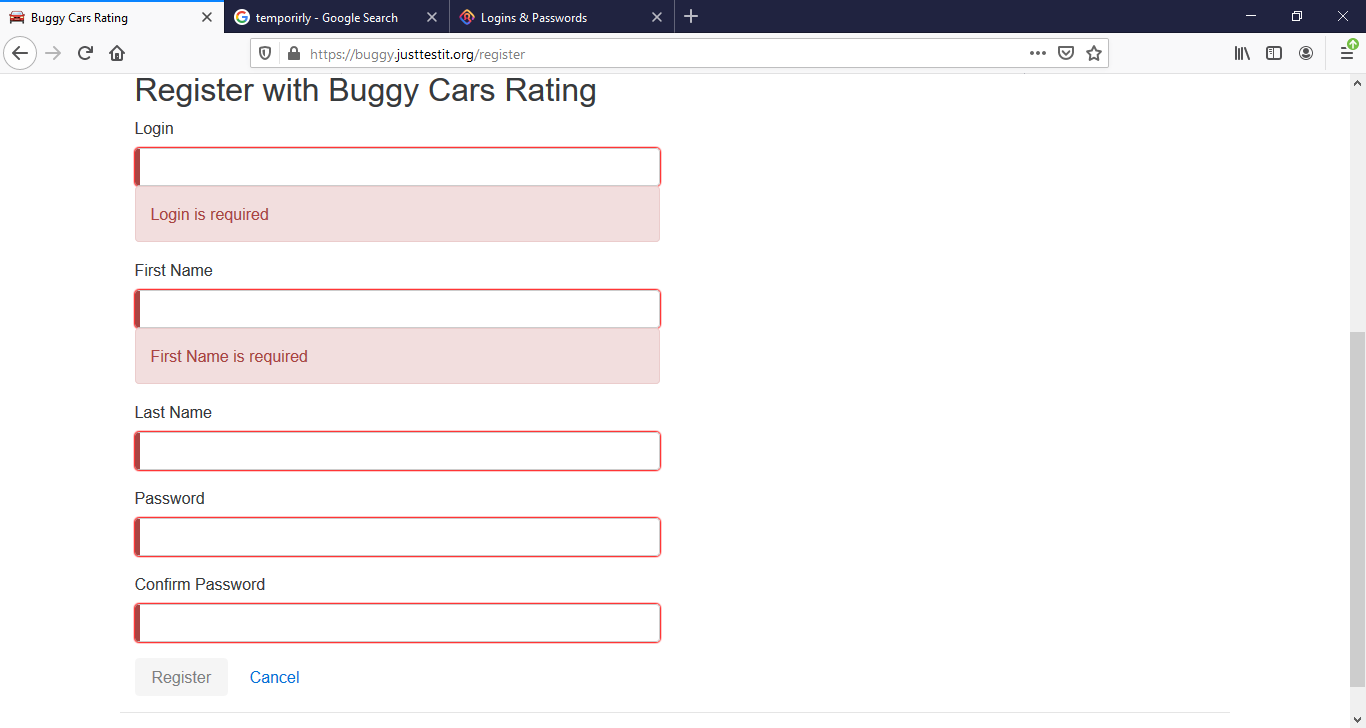 Buggy Cars Rating
temporirly - Google Search
Logins & Passwords
https://buggy.justtestit.org/register
Register with Buggy Cars Rating
Login
Login is required
First Name
First Name is required
Last Name
Password
Confirm Password
Register Cancel